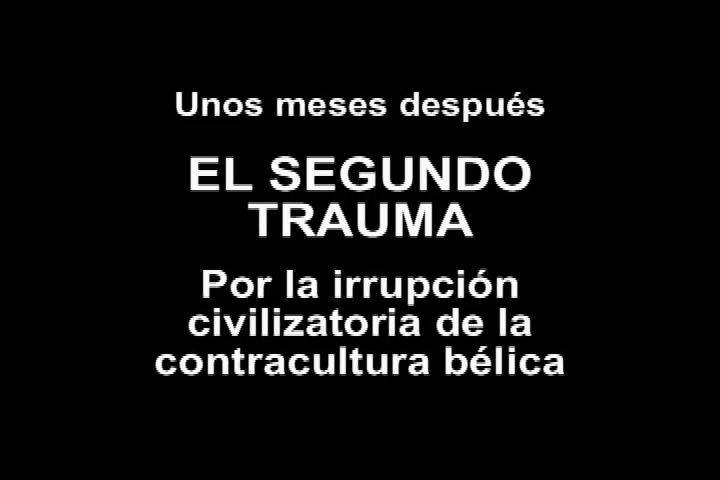 Unos meses después
EL SEGUNDO
TRAUMA
Por la irrupción
civilizatoria de la
contracultura bélica